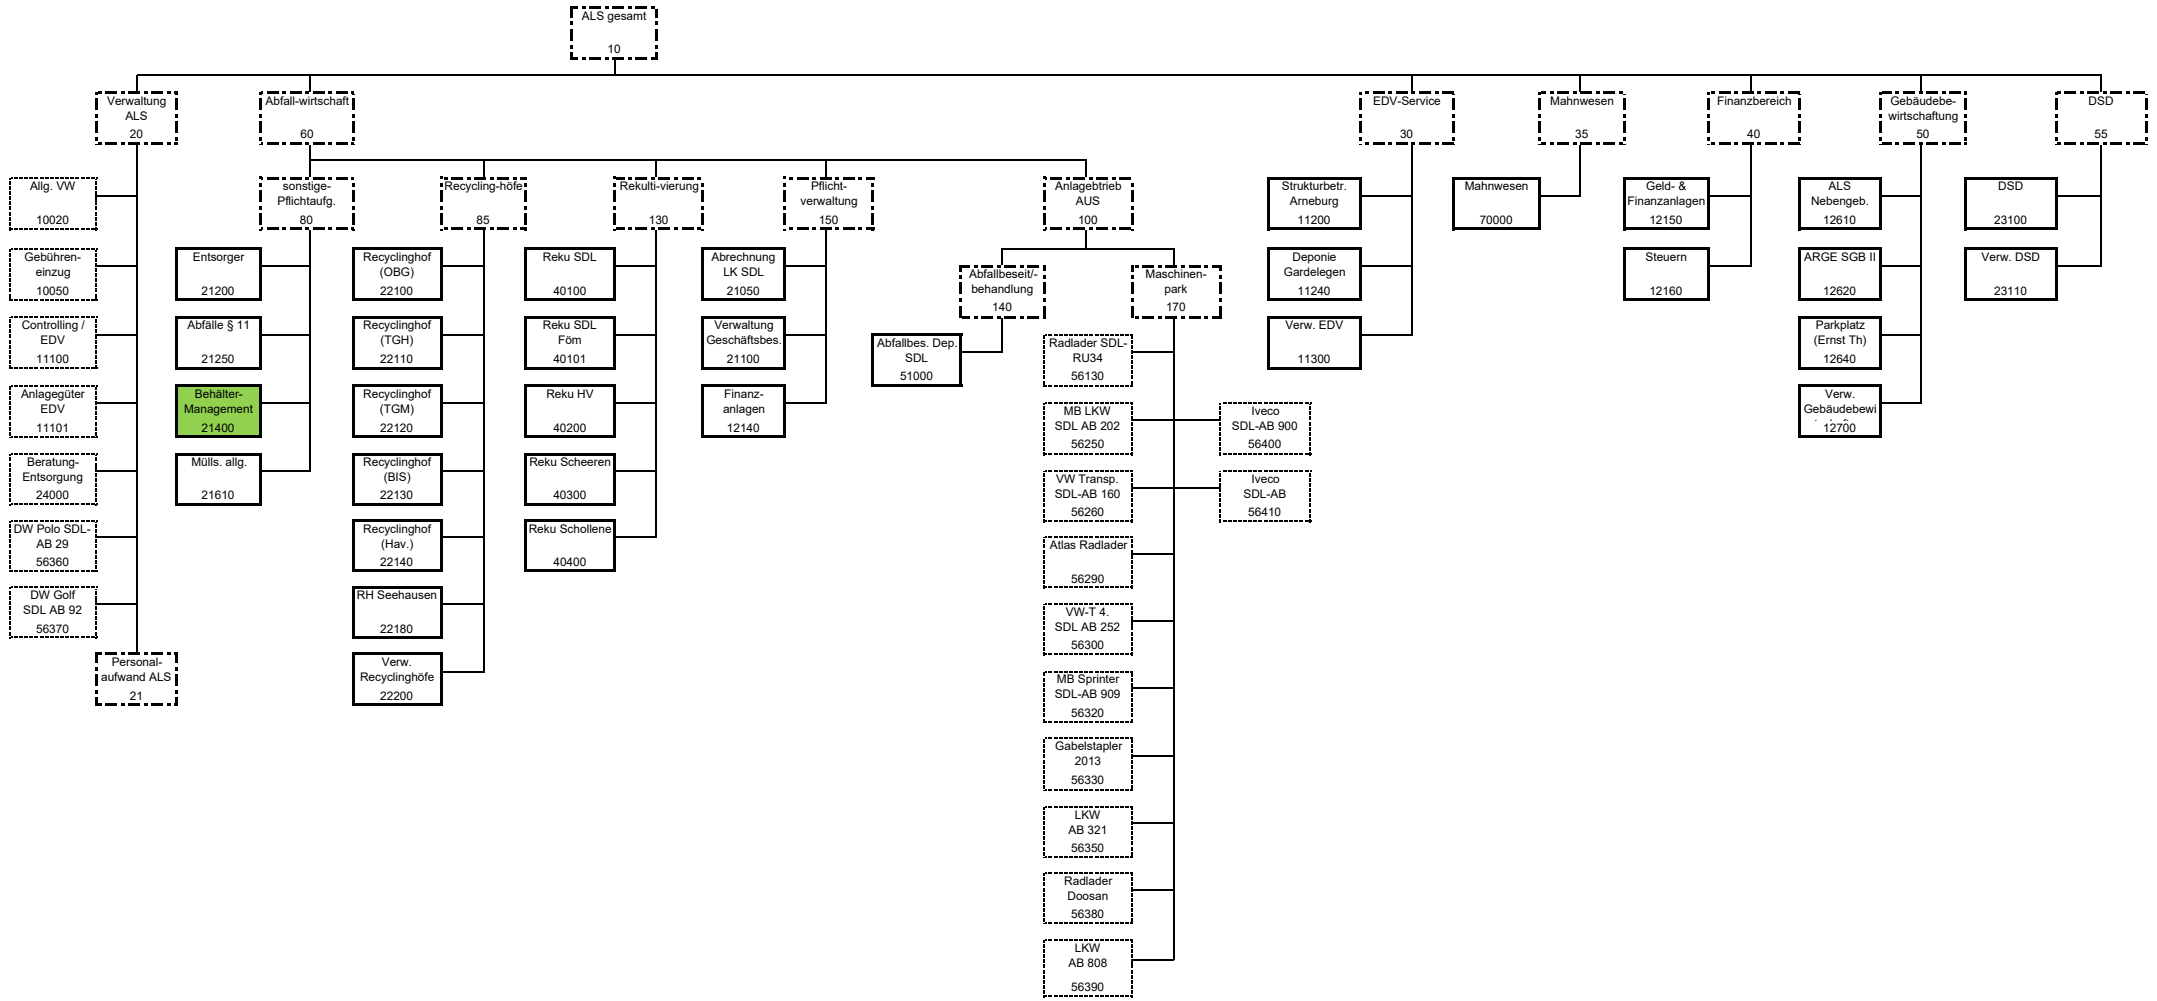 ALS gesamt
10
Verwaltung
ALS
20
Abfall-wirtschaft
60
EDV-Service
30
Mahnwesen
35
Finanzbereich
40
Gebäudebe-
wirtschaftung
50
DSD
55
Allg. VW
10020
Gebühren-
einzug
10050
Controlling /
EDV
11100
Anlagegüter
EDV
11101
Beratung-
Entsorgung
24000
DW Polo SDL-
AB 29
56360
DW Golf
SDL AB 92
56370
Personal-
aufwand ALS
21
sonstige-
Pflichtaufg.
80
Entsorger
21200
Abfälle § 11
21250
Behälter-
Management
21400
Mülls. allg.
21610
Recycling-höfe
85
Recyclinghof
(OBG)
22100
Recyclinghof
(TGH)
22110
Recyclinghof
(TGM)
22120
Recyclinghof
(BIS)
22130
Recyclinghof
(Hav.)
22140
RH Seehausen
22180
Verw.
Recyclinghöfe
22200
Rekulti-vierung
130
Reku SDL
40100
Reku SDL
Föm
40101
Reku HV
40200
Reku Scheeren
40300
Reku Schollene
40400
Pflicht-
verwaltung
150
Abrechnung
LK SDL
21050
Verwaltung
Geschäftsbes.
21100
Finanz-
anlagen
12140
Anlagebtrieb
AUS
100
Abfallbeseit/-
behandlung
140
Abfallbes. Dep.
SDL
51000
Maschinen-
park
170
Radlader SDL-
RU34
56130
MB LKW
SDL AB 202
56250
Iveco
SDL-AB 900
56400
VW Transp.
SDL-AB 160
56260
Iveco
SDL-AB
56410
Atlas Radlader
56290
VW-T 4.
SDL AB 252
56300
MB Sprinter
SDL-AB 909
56320
Gabelstapler
2013
56330
LKW
AB 321
56350
Radlader
Doosan
56380
LKW
AB 808
56390
Strukturbetr.
Arneburg
11200
Deponie
Gardelegen
11240
Verw. EDV
11300
Mahnwesen
70000
Geld- &
Finanzanlagen
12150
Steuern
12160
ALS
Nebengeb.
12610
ARGE SGB II
12620
Parkplatz
(Ernst Th)
12640
Verw.
Gebäudebewi
12700
DSD
23100
Verw. DSD
23110